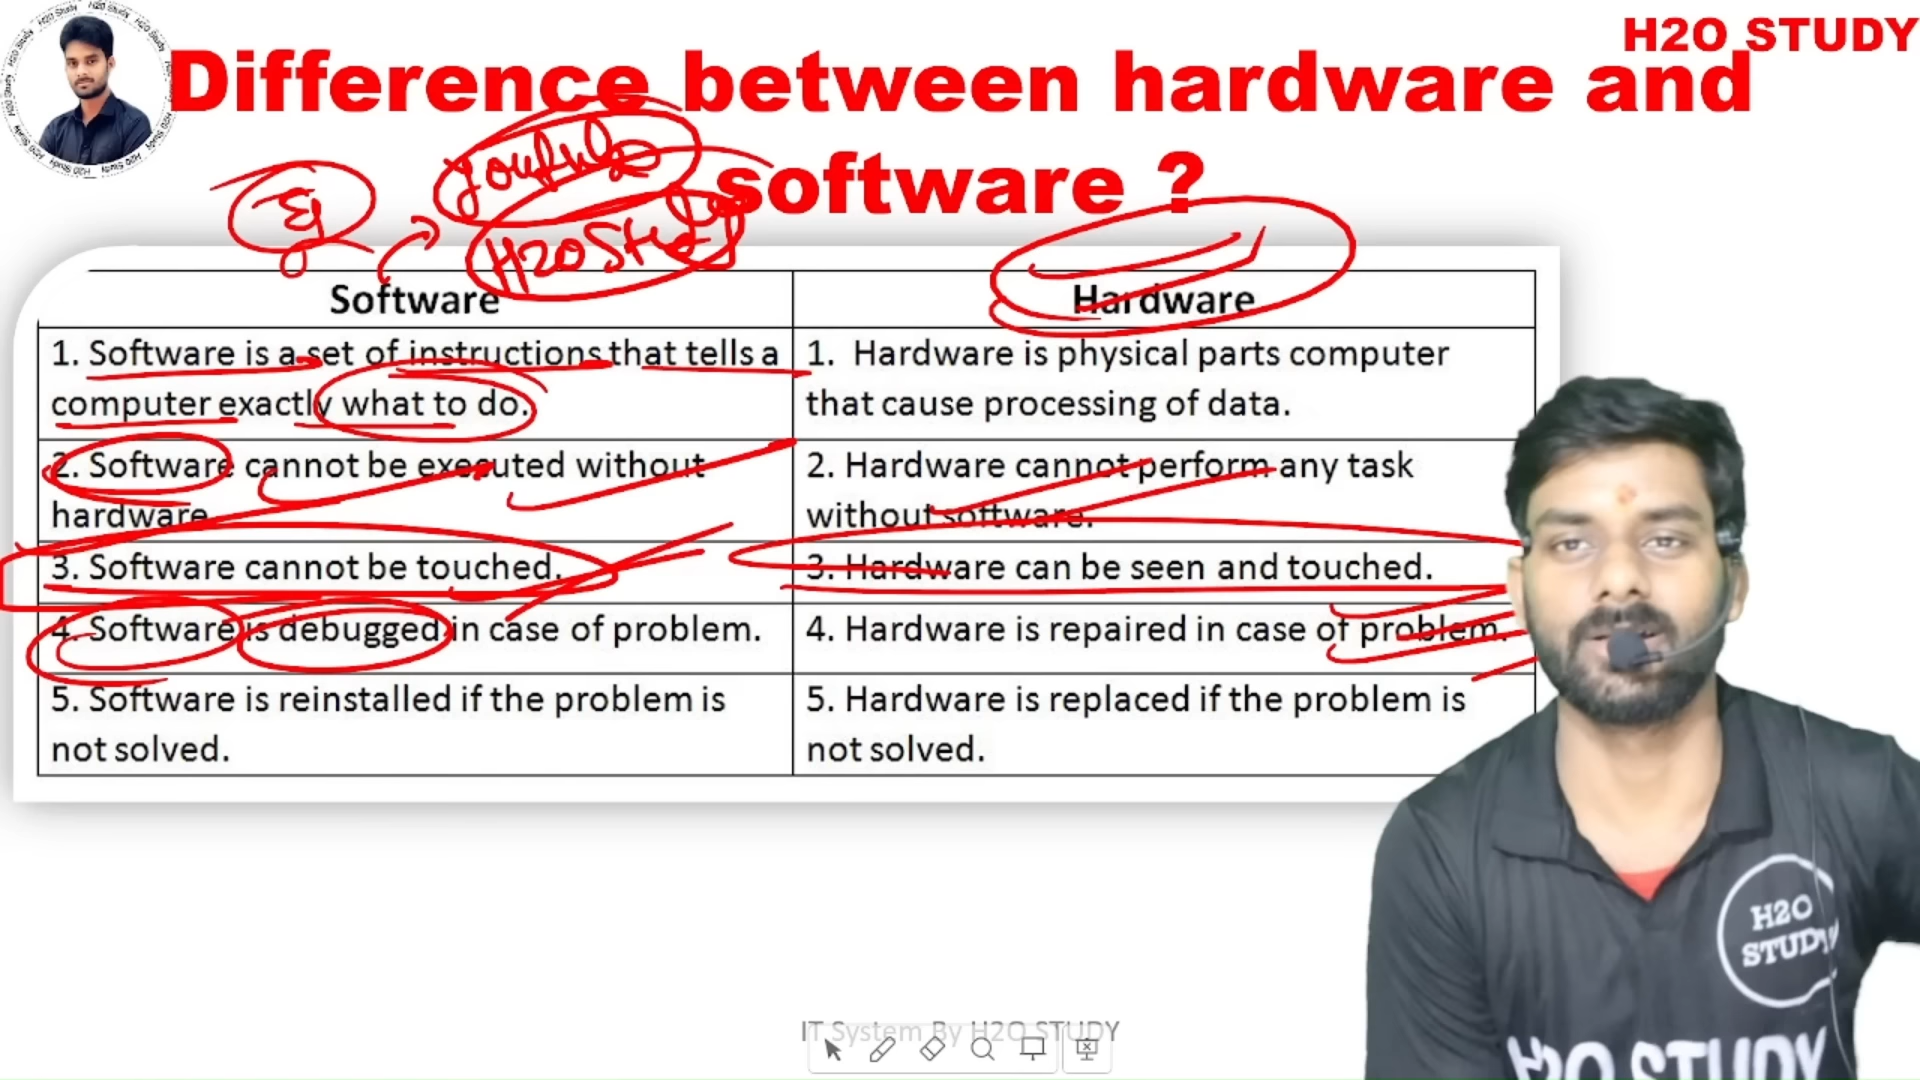 H2O STUDY
Difference between hardware and
software ?
Eg
Youtube
H2O Study
Software
Hardware
1. Software is a set of instructions that tells a
computer exactly what to do.
1. Hardware is physical parts computer
that cause processing of data.
2. Software cannot be executed without
hardware
2. Hardware cannot perform any task
without software.
3. Software cannot be touched.
3. Hardware can be seen and touched.
4. Software is debugged in case of problem.
4. Hardware is repaired in case of problem.
5. Software is reinstalled if the problem is
not solved.
5. Hardware is replaced if the problem is
not solved.
H2O
STUDY
H2O STUDY
IT System By H2O STUDY